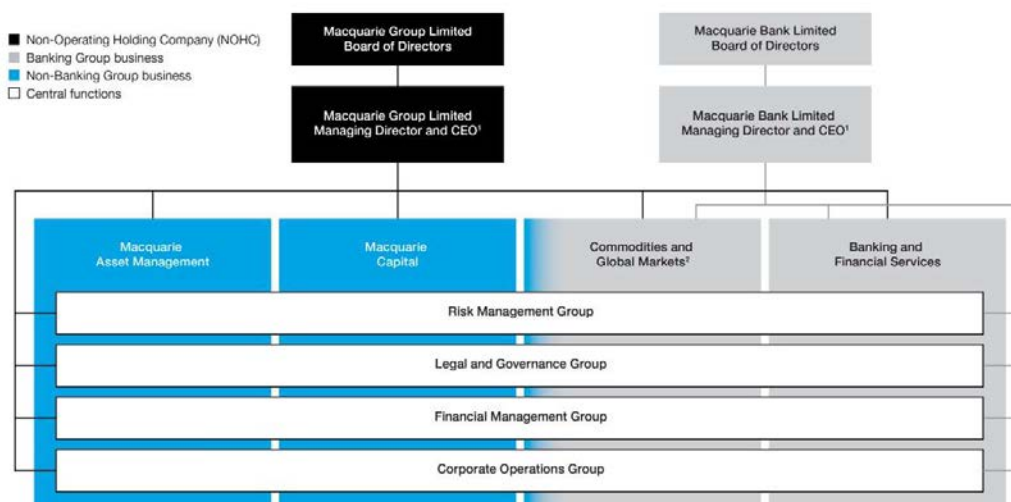 Non-Operating Holding Company (NOHC)
Banking Group business
Non-Banking Group business
Central functions
Macquarie Group Limited
Board of Directors
Macquarie Bank Limited
Board of Directors
Macquarie Group Limited
Managing Director and CEO¹
Macquarie Bank Limited
Managing Director and CEO¹
Macquarie
Asset Management
Macquarie
Capital
Commodities and
Global Markets²
Banking and
Financial Services
Risk Management Group
Legal and Governance Group
Financial Management Group
Corporate Operations Group